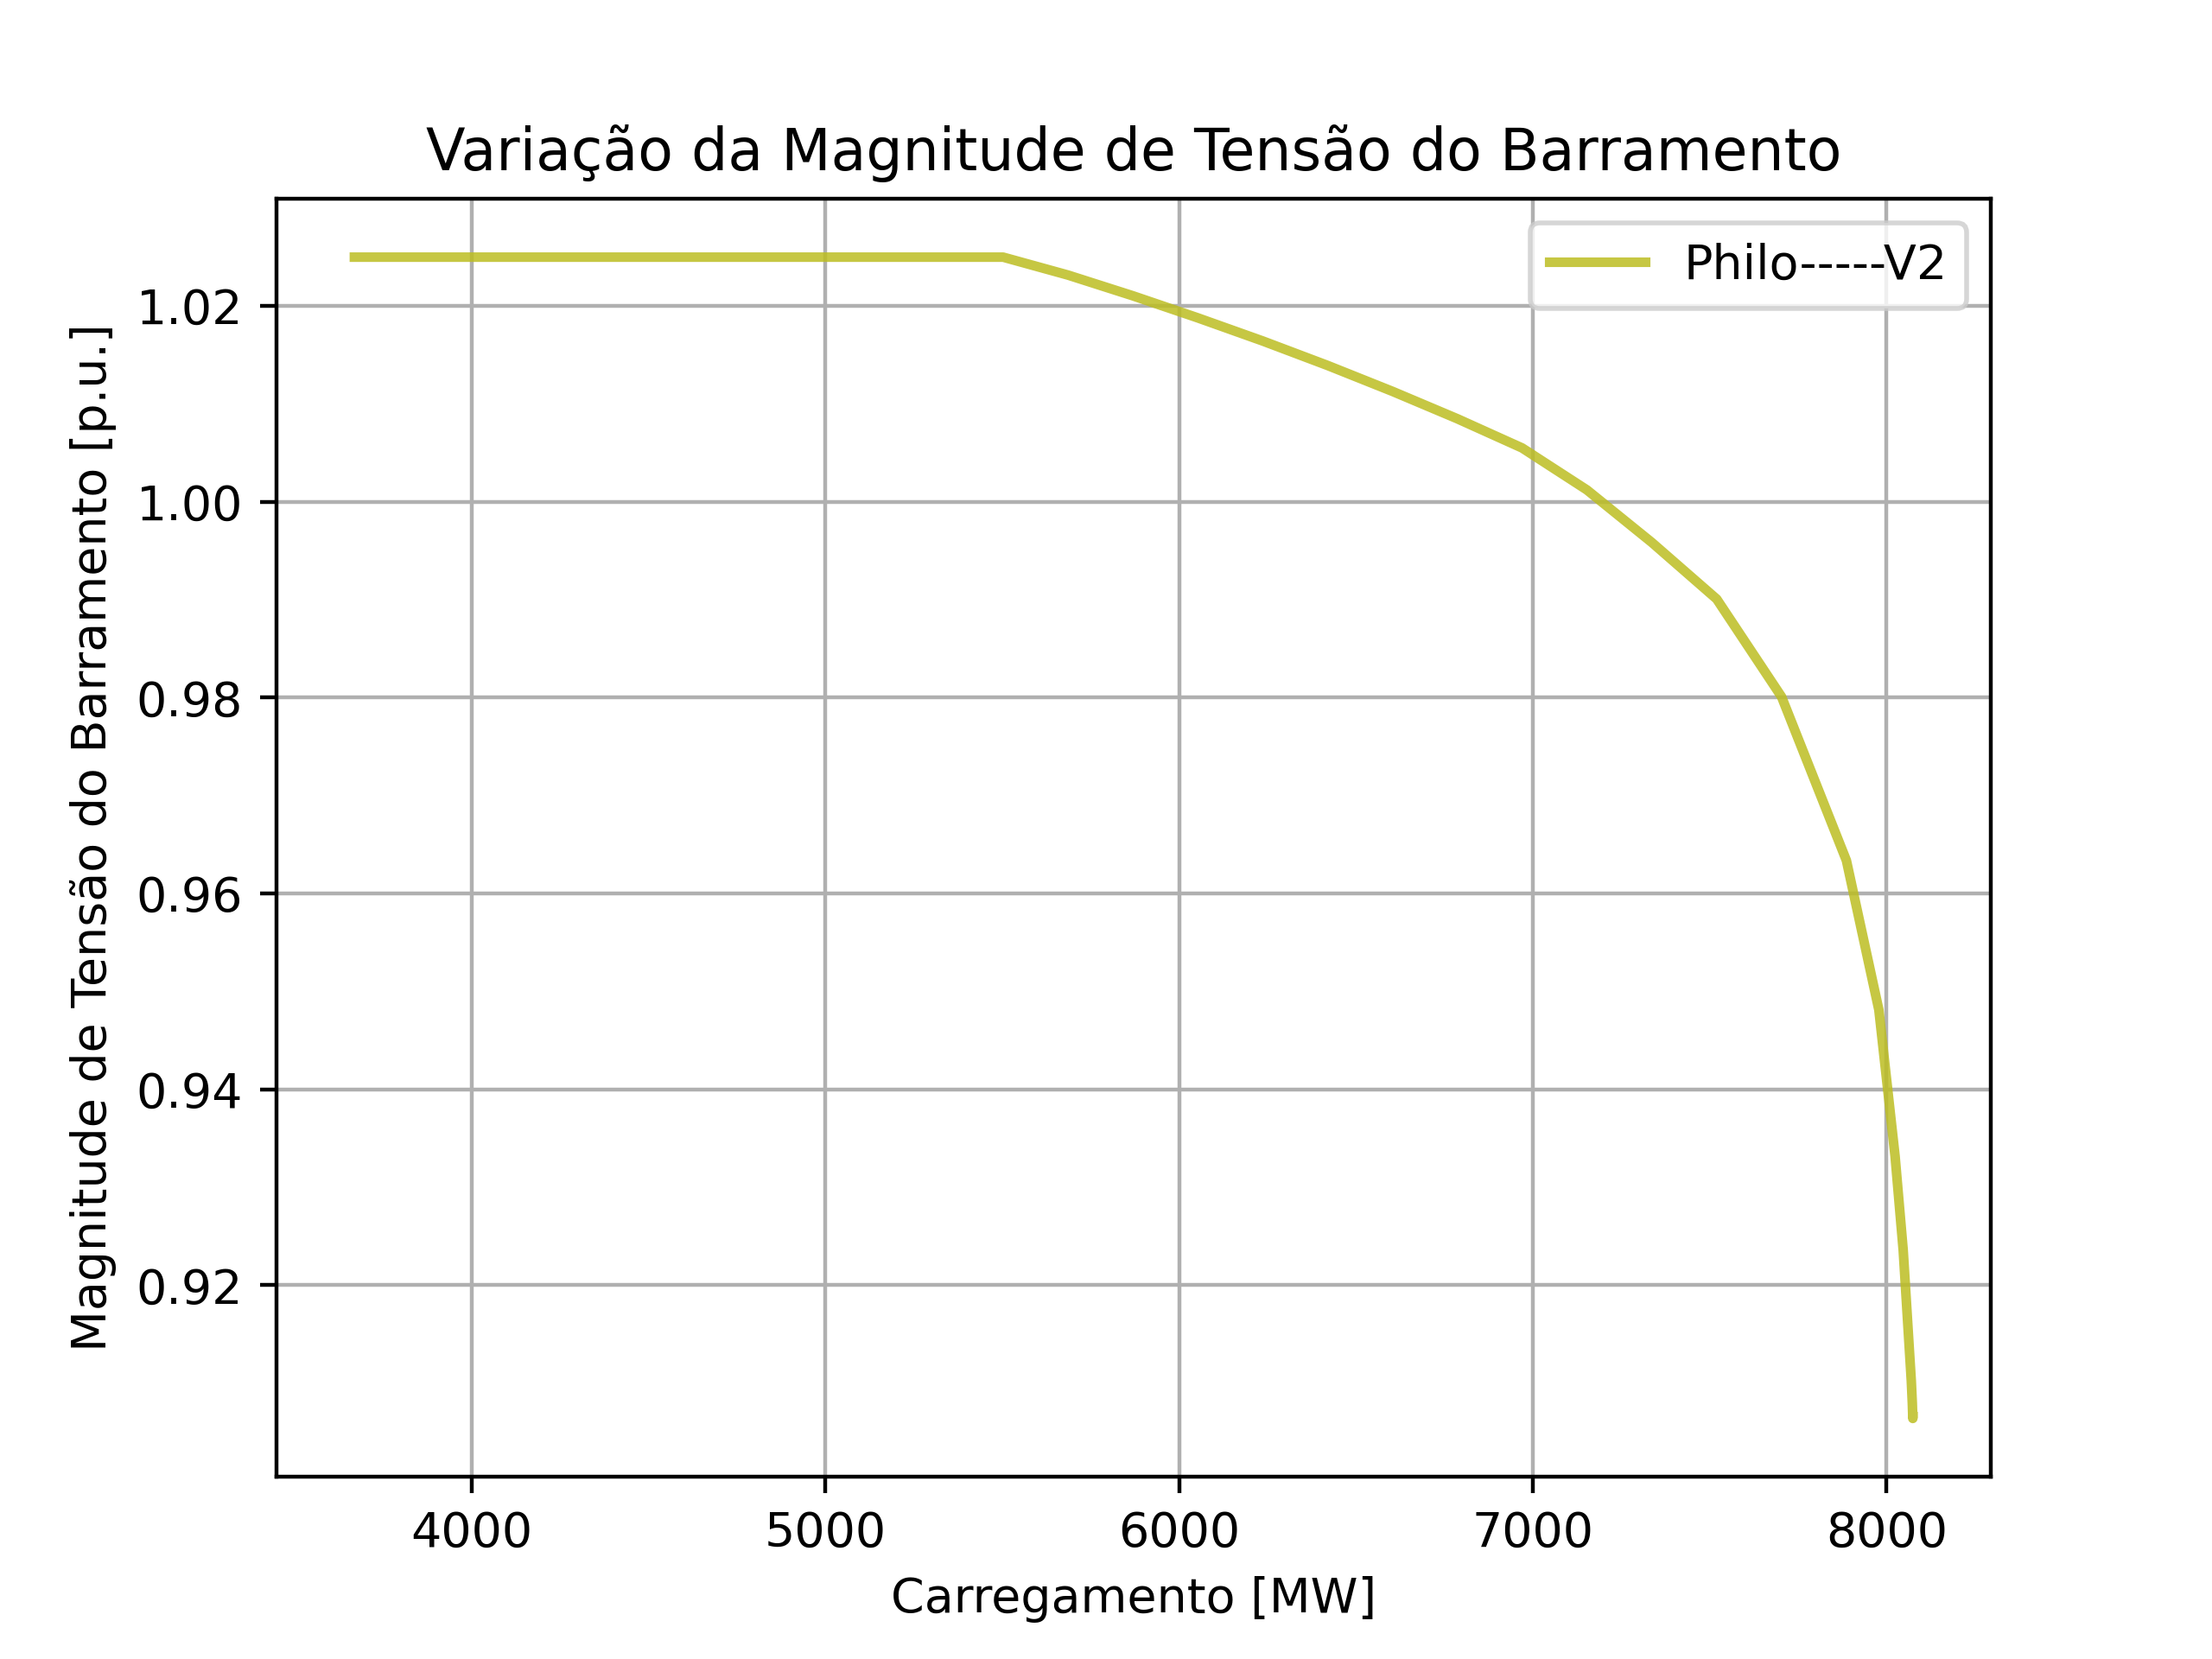 Variação da Magnitude de Tensão do Barramento
Philo-----V2
Magnitude de Tensão do Barramento [p.u.]
1.02
1.00
0.98
0.96
0.94
0.92
4000 5000 6000 7000 8000
Carregamento [MW]